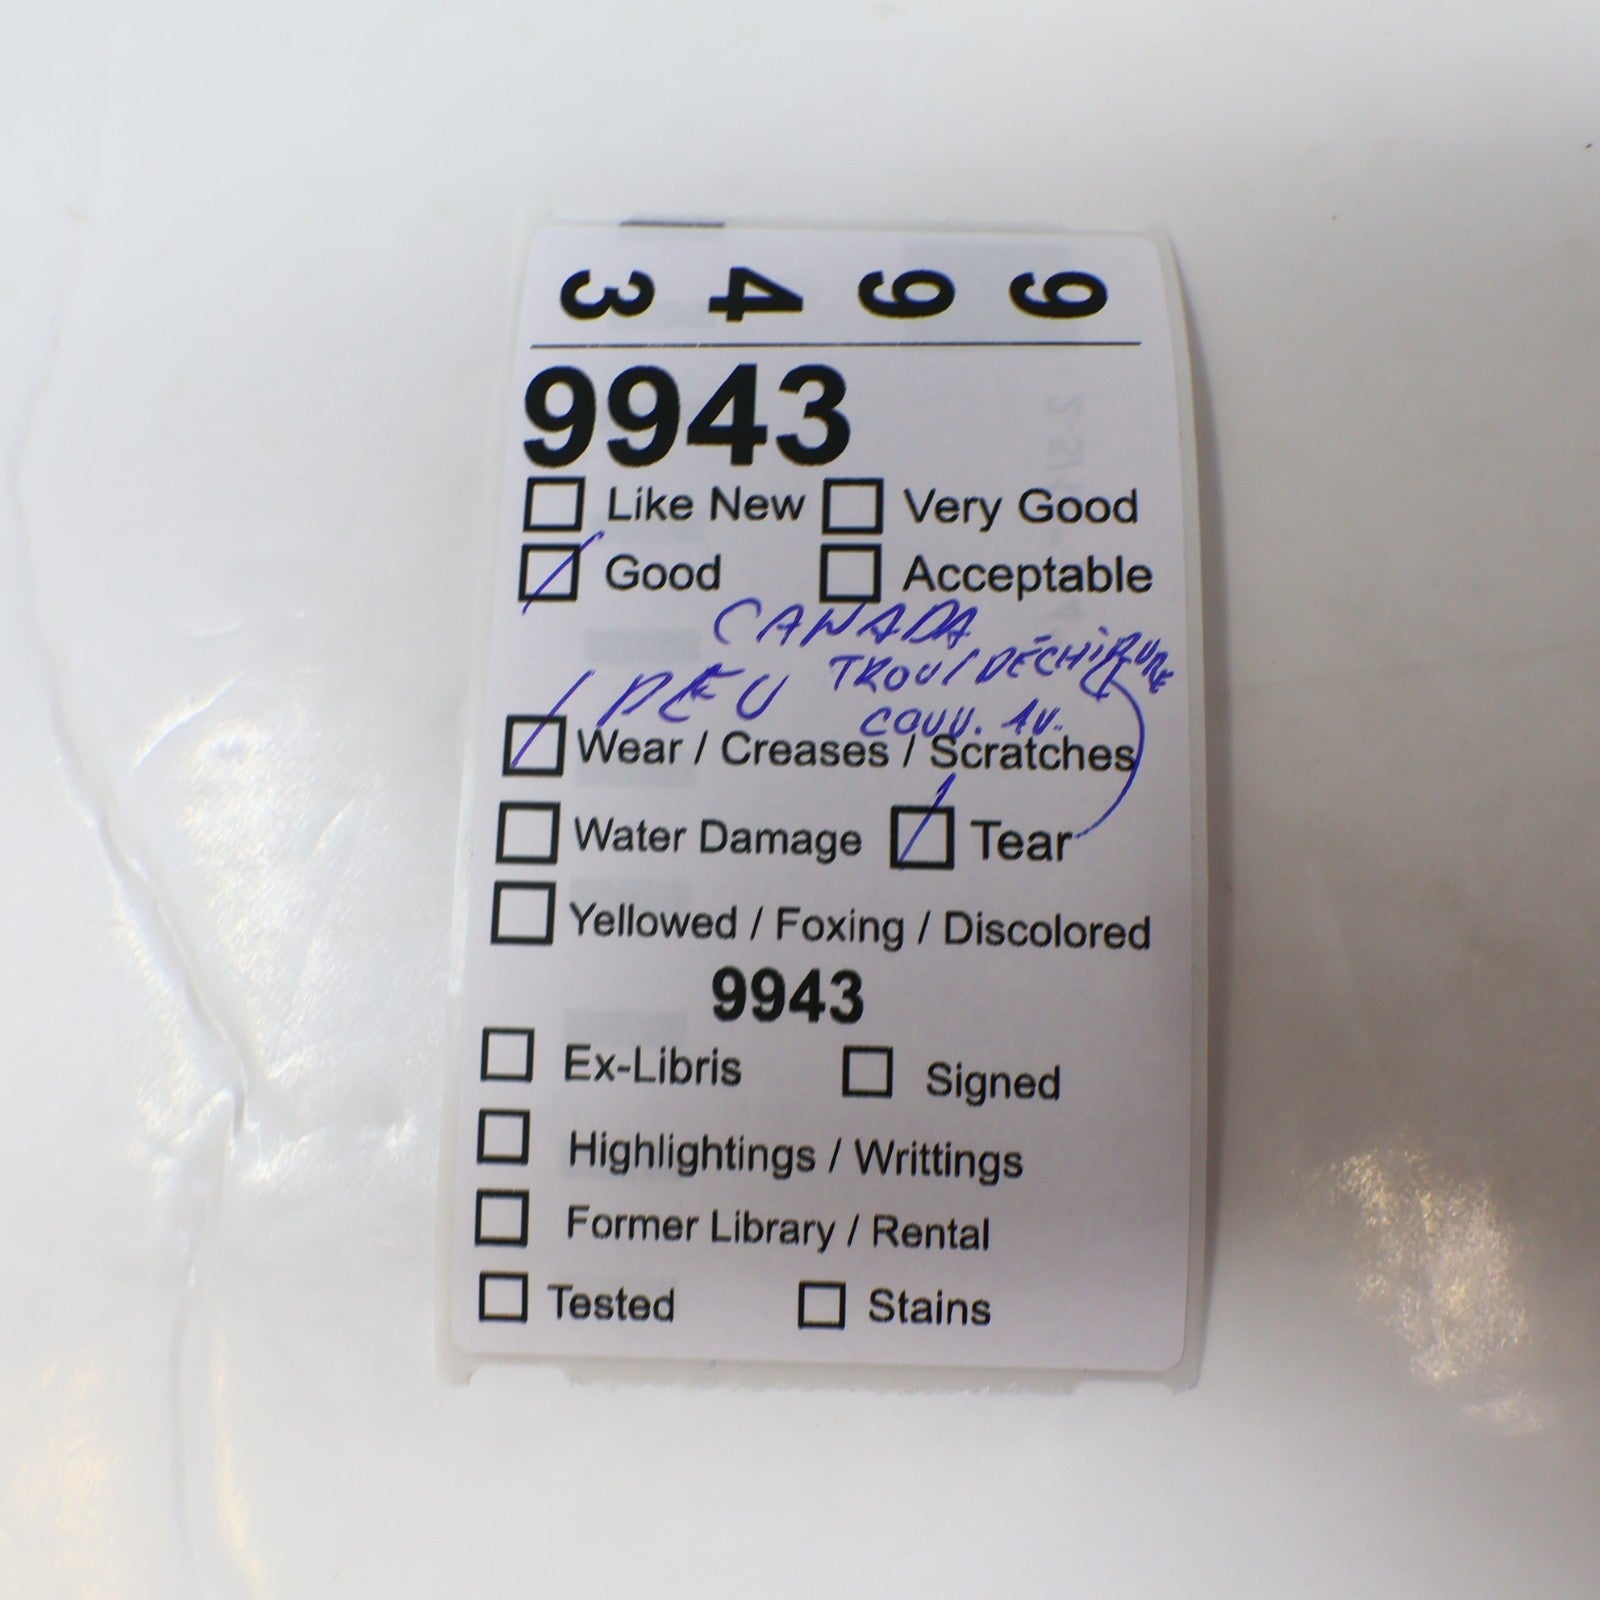 9943
9943
Like New Very Good
Good Acceptable
CANADA
PEU TROU/DÉCHIRURE
COUV. AV.
Wear / Creases / Scratches
Water Damage Tear
Yellowed / Foxing / Discolored
9943
Ex-Libris Signed
Highlightings / Writtings
Former Library / Rental
Tested Stains